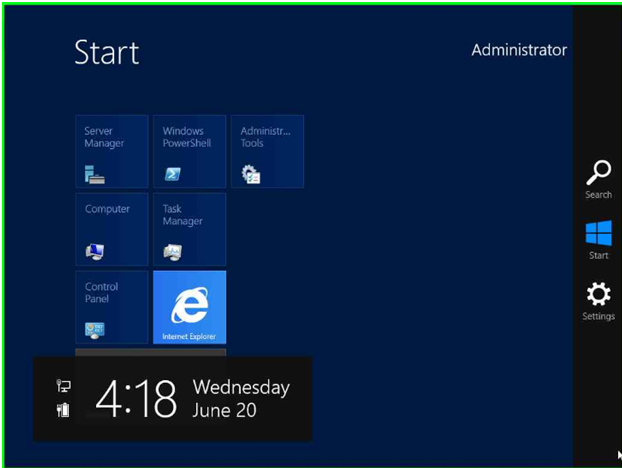 Start
Administrator
Server
Manager
Windows
PowerShell
Administr...
Tools
Computer
Task
Manager
Control
Panel
Internet Explorer
Search
Start
Settings
4:18
Wednesday
June 20